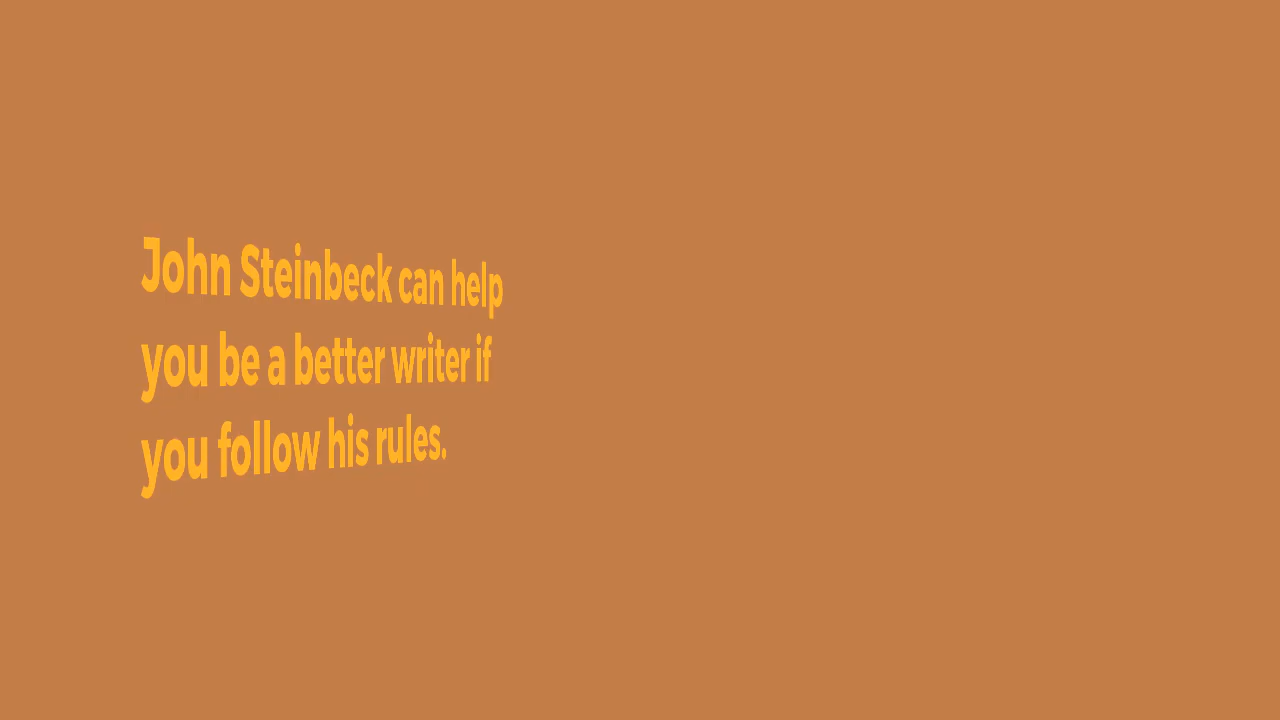 John Steinbeck can help
you be a better writer if
you follow his rules.